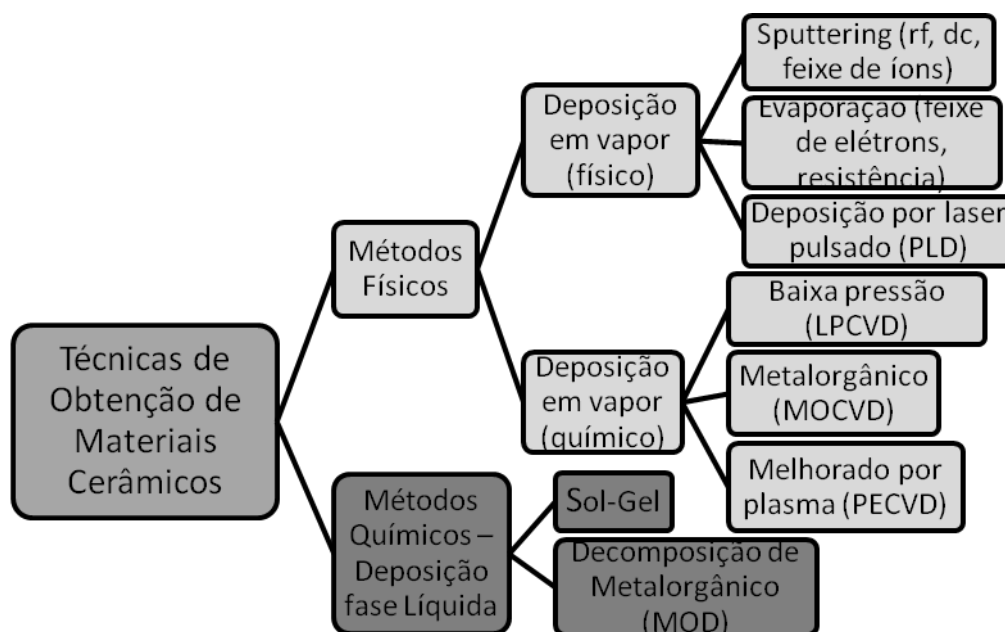 Técnicas de
Obtenção de
Materiais
Cerâmicos
Métodos
Físicos
Deposição
em vapor
(físico)
Sputtering (rf, dc,
feixe de íons)
Evaporação (feixe
de elétrons,
resistência)
Deposição por laser
pulsado (PLD)
Deposição
em vapor
(químico)
Baixa pressão
(LPCVD)
Metalorgânico
(MOCVD)
Melhorado por
plasma (PECVD)
Métodos
Químicos –
Deposição
fase Líquida
Sol-Gel
Decomposição de
Metalorgânico
(MOD)